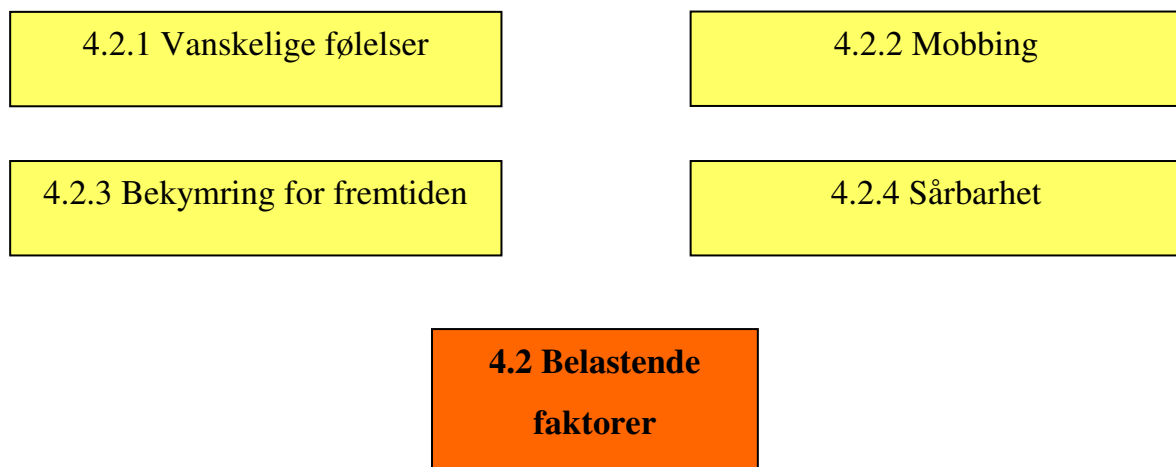 4.2.1 Vanskelige følelser
4.2.2 Mobbing
4.2.3 Bekymring for fremtiden
4.2.4 Sårbarhet
4.2 Belastende
faktorer